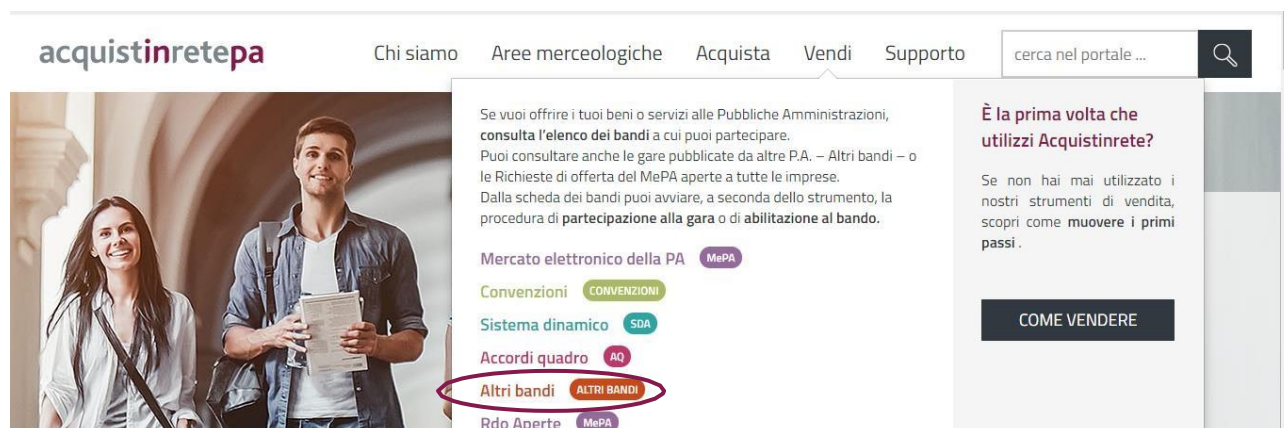 acquistinretepa
Chi siamo Aree merceologiche Acquista Vendi Supporto cerca nel portale ...
Se vuoi offrire i tuoi beni o servizi alle Pubbliche Amministrazioni,
consulta l'elenco dei bandi a cui puoi partecipare.
Puoi consultare anche le gare pubblicate da altre P.A. – Altri bandi – o
le Richieste di offerta del MePA aperte a tutte le imprese.
Dalla scheda dei bandi puoi avviare, a seconda dello strumento, la
procedura di partecipazione alla gara o di abilitazione al bando.
Mercato elettronico della PA MePA
Convenzioni CONVENZIONI
Sistema dinamico SDA
Accordi quadro AQ
Altri bandi ALTRI BANDI
Rdo Aperte MePA
È la prima volta che
utilizzi Acquistinrete?
Se non hai mai utilizzato i
nostri strumenti di vendita,
scopri come muovere i primi
passi .
COME VENDERE